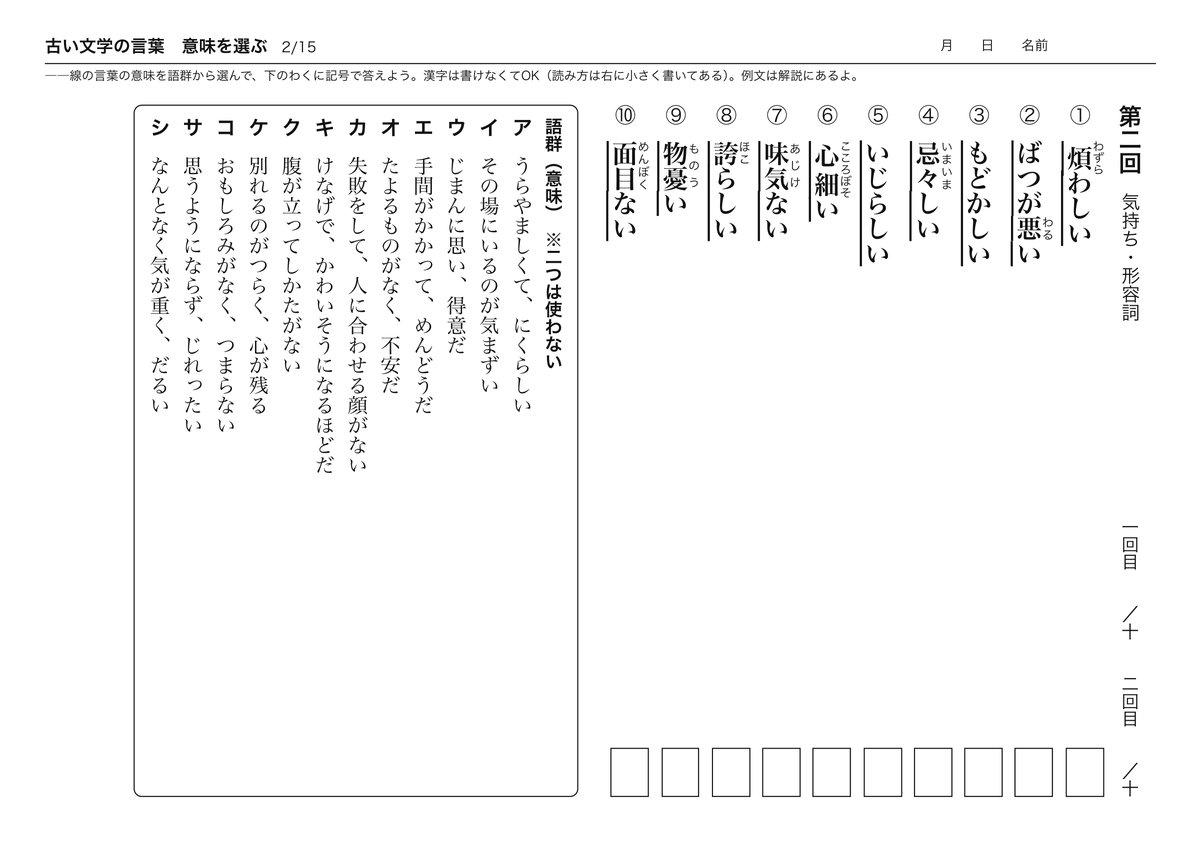 古い文学の言葉　意味を選ぶ　2/15
月　日　名前
――線の言葉の意味を語群から選んで、下のわくに記号で答えよう。漢字は書けなくてOK（読み方は右に小さく書いてある）。例文は解説にあるよ。
第二回　気持ち・形容詞　一回目　／十　二回目　／十
① 煩わしい
わずら
② ばつが悪い
わる
③ もどかしい
④ 忌々しい
いまいま
⑤ いじらしい
⑥ 心細い
こころぼそ
⑦ 味気ない
あじけ
⑧ 誇らしい
ほこ
⑨ 物憂い
ものう
⑩ 面目ない
めんぼく
語群（意味）　※二つは使わない
ア　うらやましくて、にくらしい
イ　その場にいるのが気まずい
ウ　じまんに思い、得意だ
エ　手間がかかって、めんどうだ
オ　たよるものがなく、不安だ
カ　失敗をして、人に合わせる顔がない
キ　けなげで、かわいそうになるほどだ
ク　腹が立ってしかたがない
ケ　別れるのがつらく、心が残る
コ　おもしろみがなく、つまらない
サ　思うようにならず、じれったい
シ　なんとなく気が重く、だるい